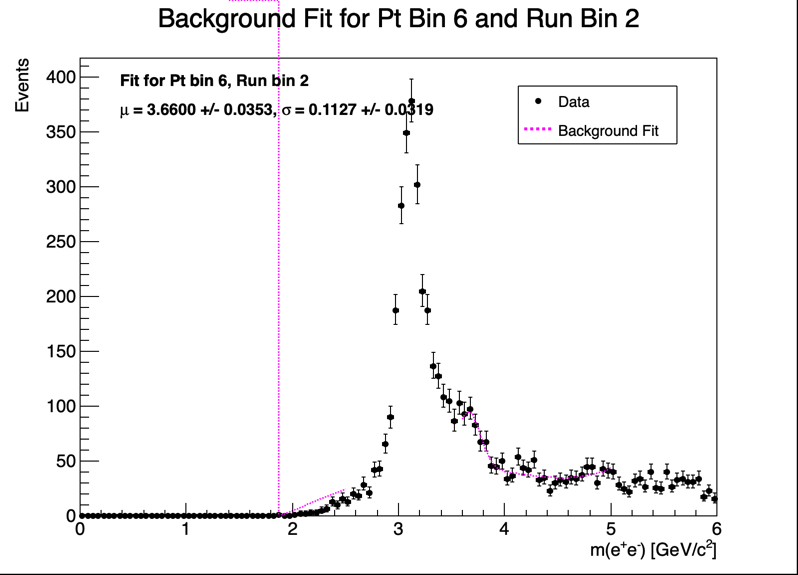 Background Fit for Pt Bin 6 and Run Bin 2
Events
Fit for Pt bin 6, Run bin 2
μ = 3.6600 +/- 0.0353, σ = 0.1127 +/- 0.0319
Data
Background Fit
400
350
300
250
200
150
100
50
0
0 1 2 3 4 5 6
m(e⁺e⁻) [GeV/c²]